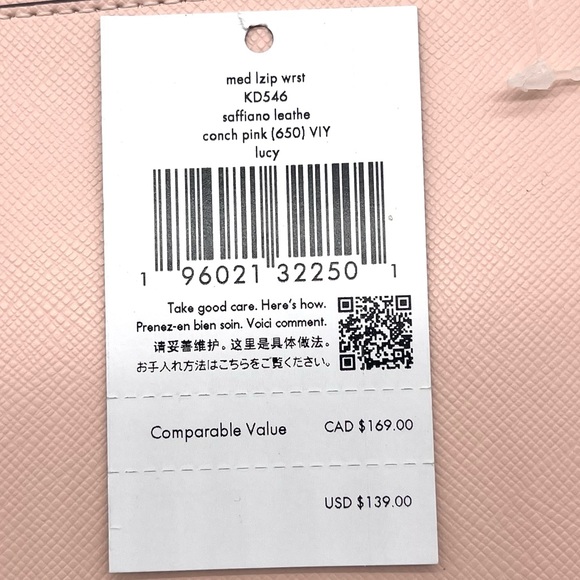 med lzip wrst
KD546
saffiano leathe
conch pink (650) VIY
lucy
1 96021 32250 1
Take good care. Here's how.
Prenez-en bien soin. Voici comment.
请妥善维护。这里是具体做法。
お手入れ方法はこちらをご覧ください。
Comparable Value CAD $169.00
USD $139.00